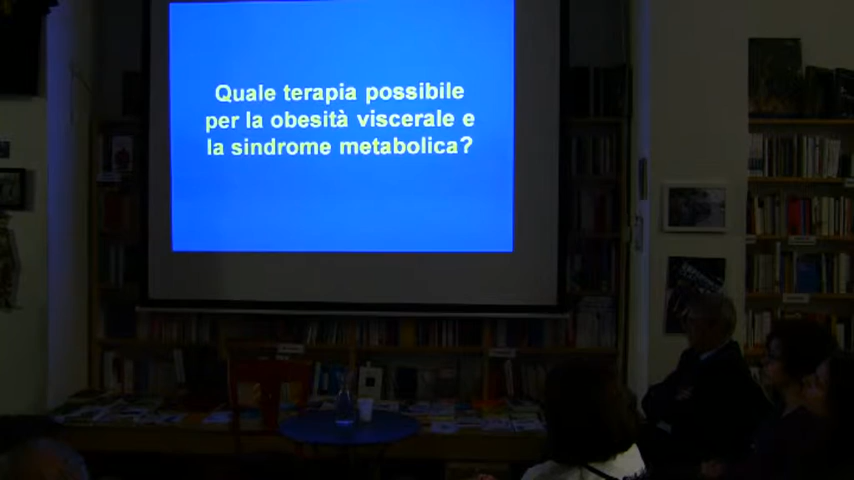 Quale terapia possibile
per la obesità viscerale e
la sindrome metabolica?